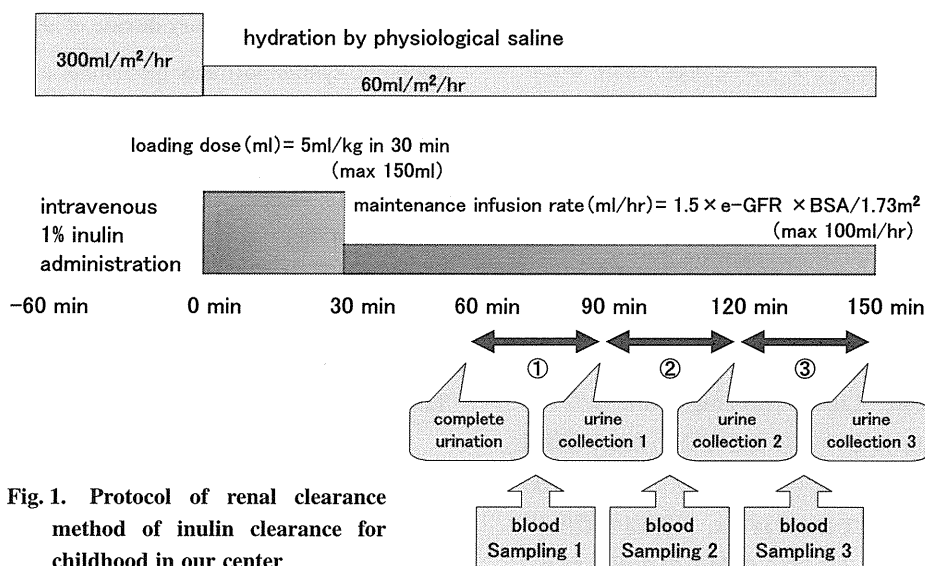 300ml/m²/hr
hydration by physiological saline
60ml/m²/hr
loading dose(ml)= 5ml/kg in 30 min
(max 150ml)
intravenous
1% inulin
administration
maintenance infusion rate(ml/hr)= 1.5 × e-GFR × BSA/1.73m²
(max 100ml/hr)
-60 min 0 min 30 min 60 min 90 min 120 min 150 min
① ② ③
complete
urination
urine
collection 1
urine
collection 2
urine
collection 3
blood
Sampling 1
blood
Sampling 2
blood
Sampling 3
Fig. 1. Protocol of renal clearance
method of inulin clearance for
childhood in our center